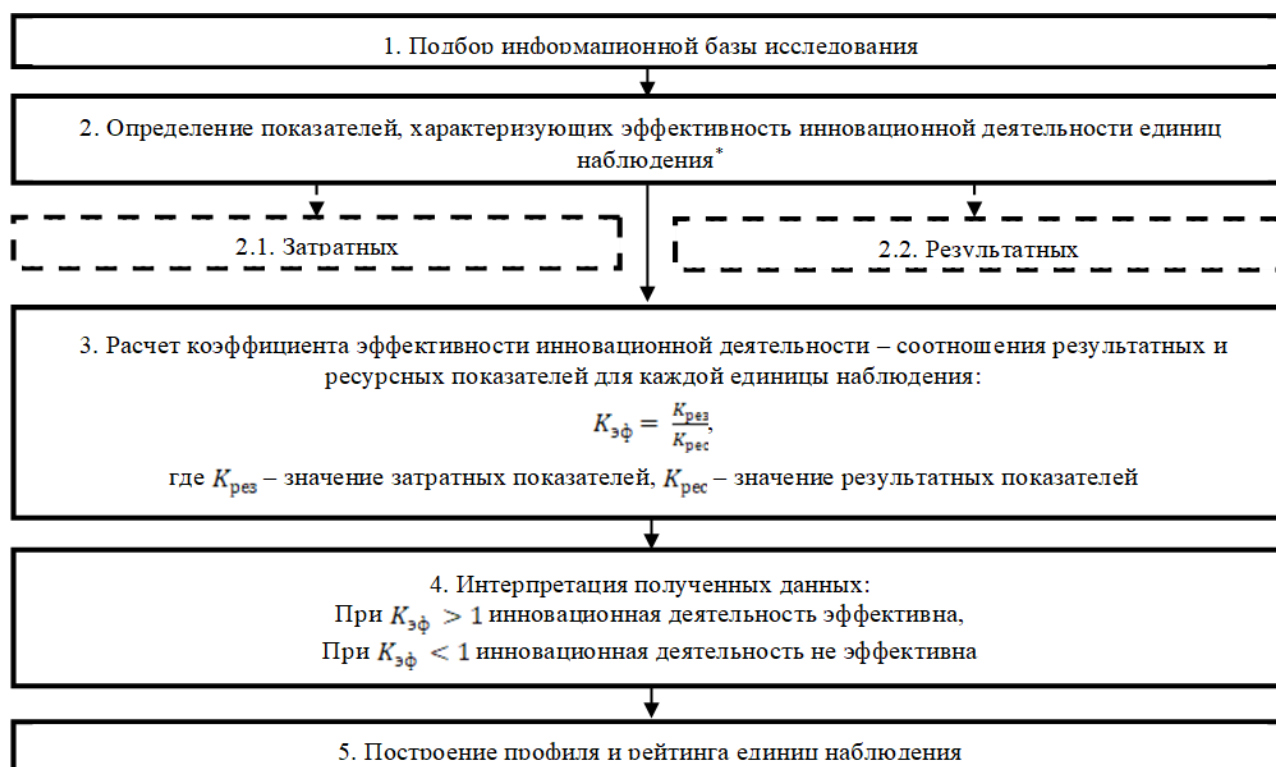 1. Подбор информационной базы исследования
2. Определение показателей, характеризующих эффективность инновационной деятельности единиц
наблюдения*
2.1. Затратных
2.2. Результатных
3. Расчет коэффициента эффективности инновационной деятельности – соотношения результатных и
ресурсных показателей для каждой единицы наблюдения:
Kэф = Kрез/Kрес,
где Kрез – значение затратных показателей, Kрес – значение результатных показателей
4. Интерпретация полученных данных:
При Kэф > 1 инновационная деятельность эффективна,
При Kэф < 1 инновационная деятельность не эффективна
5. Построение профиля и рейтинга единиц наблюдения